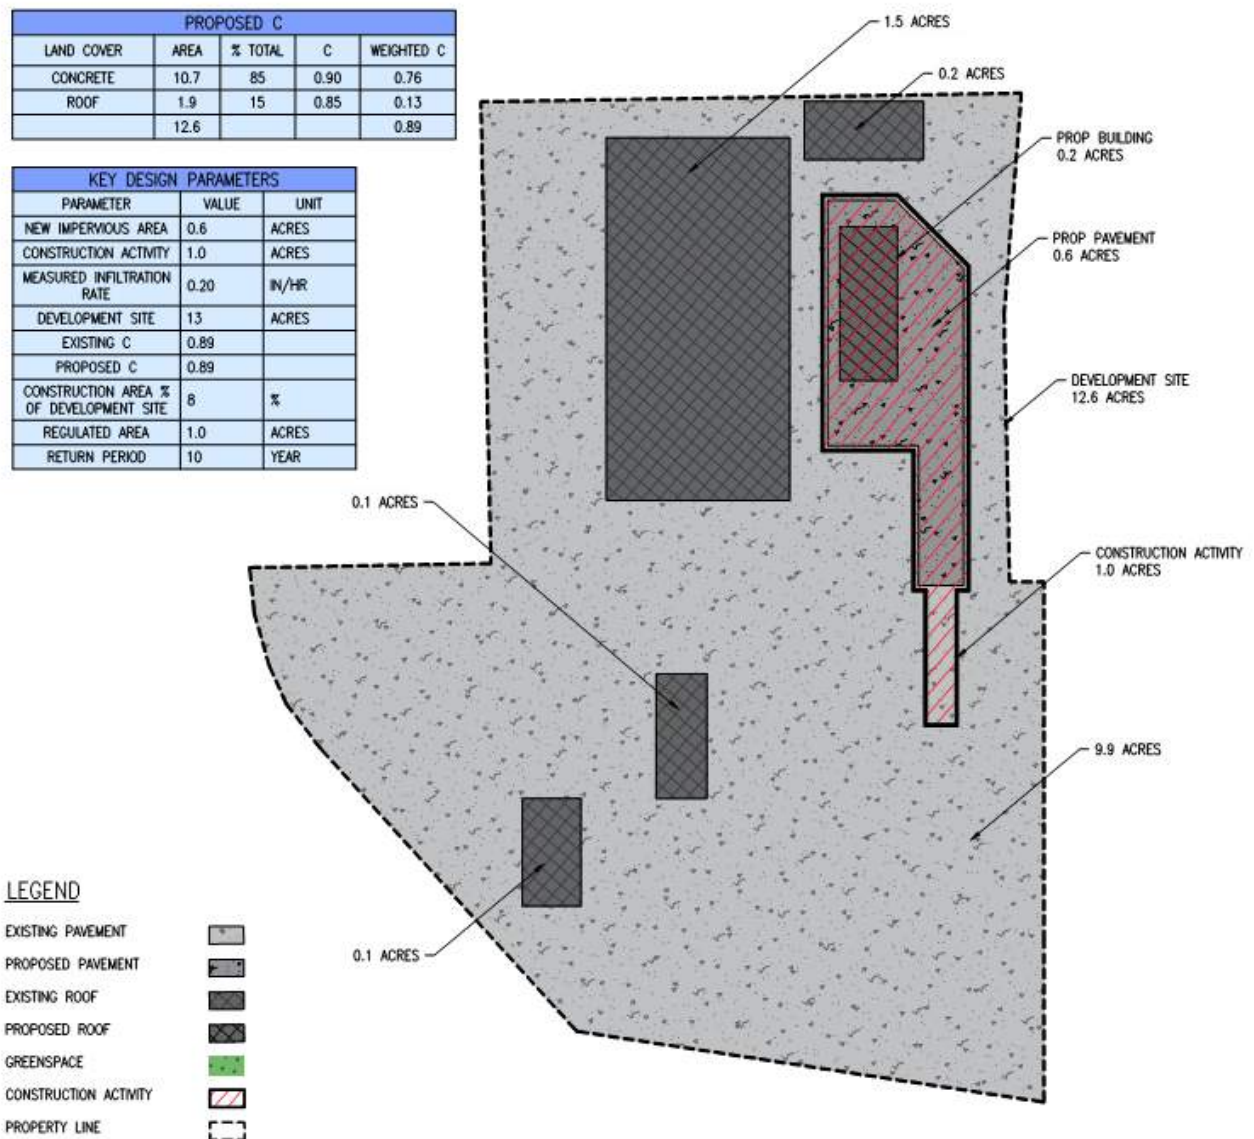 PROPOSED C
LAND COVER AREA % TOTAL C WEIGHTED C
CONCRETE 10.7 85 0.90 0.76
ROOF 1.9 15 0.85 0.13
12.6 0.89
KEY DESIGN PARAMETERS
PARAMETER VALUE UNIT
NEW IMPERVIOUS AREA 0.6 ACRES
CONSTRUCTION ACTIVITY 1.0 ACRES
MEASURED INFILTRATION
RATE 0.20 IN/HR
DEVELOPMENT SITE 13 ACRES
EXISTING C 0.89
PROPOSED C 0.89
CONSTRUCTION AREA %
OF DEVELOPMENT SITE 8 %
REGULATED AREA 1.0 ACRES
RETURN PERIOD 10 YEAR
1.5 ACRES
0.2 ACRES
PROP BUILDING
0.2 ACRES
PROP PAVEMENT
0.6 ACRES
DEVELOPMENT SITE
12.6 ACRES
0.1 ACRES
CONSTRUCTION ACTIVITY
1.0 ACRES
9.9 ACRES
0.1 ACRES
LEGEND
EXISTING PAVEMENT
PROPOSED PAVEMENT
EXISTING ROOF
PROPOSED ROOF
GREENSPACE
CONSTRUCTION ACTIVITY
PROPERTY LINE